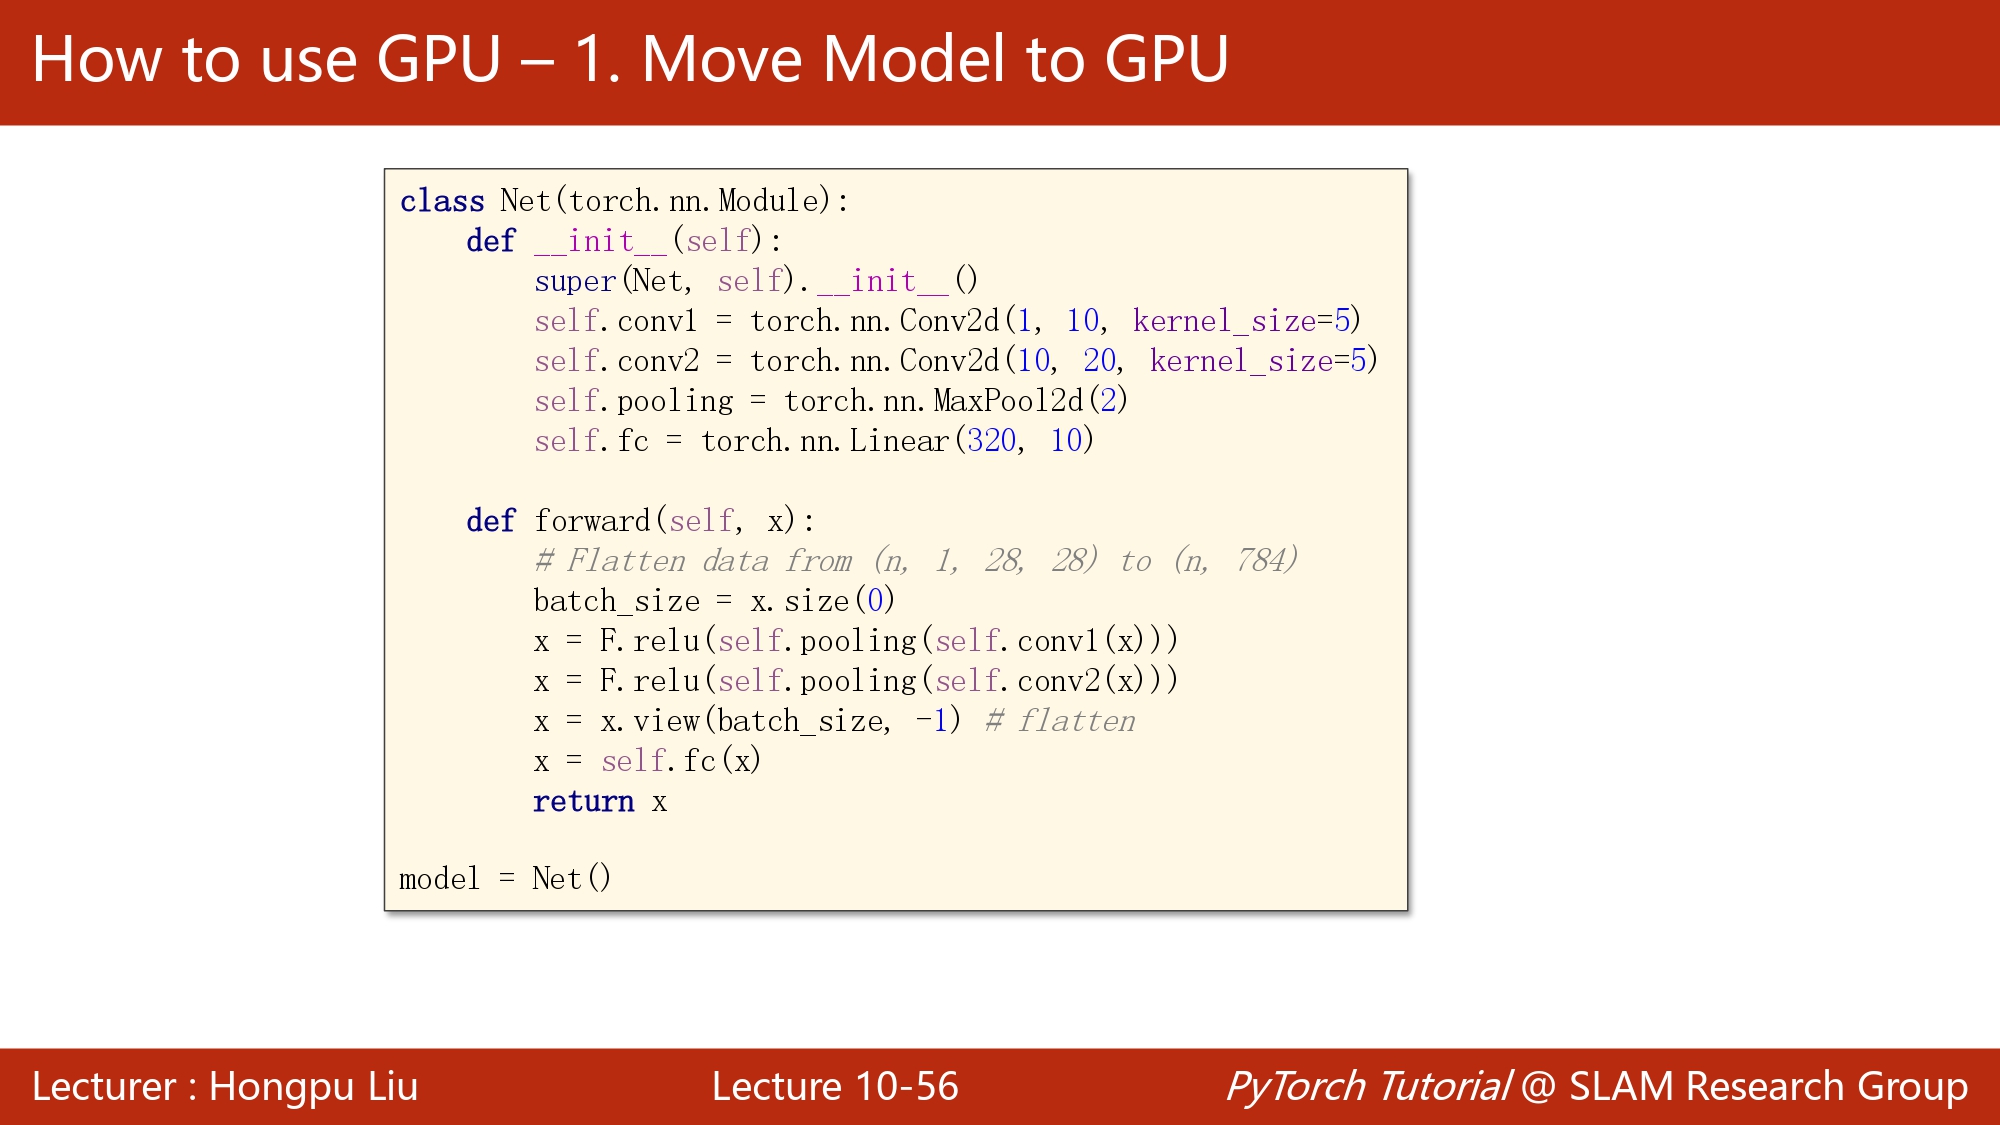 How to use GPU – 1. Move Model to GPU
class Net(torch.nn.Module):
    def __init__(self):
        super(Net, self).__init__()
        self.conv1 = torch.nn.Conv2d(1, 10, kernel_size=5)
        self.conv2 = torch.nn.Conv2d(10, 20, kernel_size=5)
        self.pooling = torch.nn.MaxPool2d(2)
        self.fc = torch.nn.Linear(320, 10)
    def forward(self, x):
        # Flatten data from (n, 1, 28, 28) to (n, 784)
        batch_size = x.size(0)
        x = F.relu(self.pooling(self.conv1(x)))
        x = F.relu(self.pooling(self.conv2(x)))
        x = x.view(batch_size, -1) # flatten
        x = self.fc(x)
        return x
model = Net()
Lecturer : Hongpu Liu
Lecture 10-56
PyTorch Tutorial @ SLAM Research Group